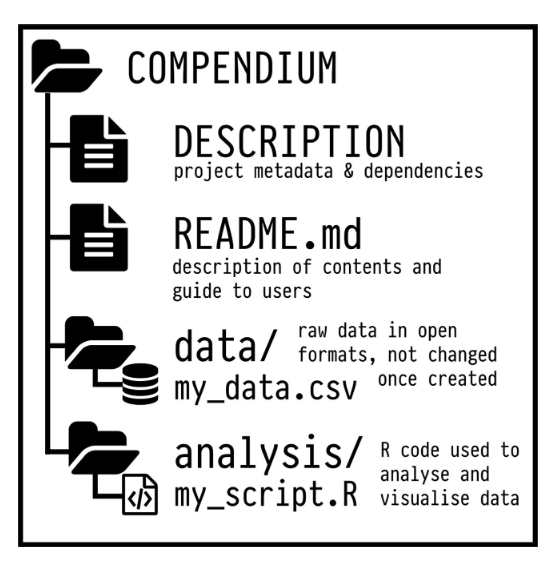 COMPENDIUM
DESCRIPTION
project metadata & dependencies
README.md
description of contents and
guide to users
data/
my_data.csv
raw data in open
formats, not changed
once created
analysis/
my_script.R
R code used to
analyse and
visualise data